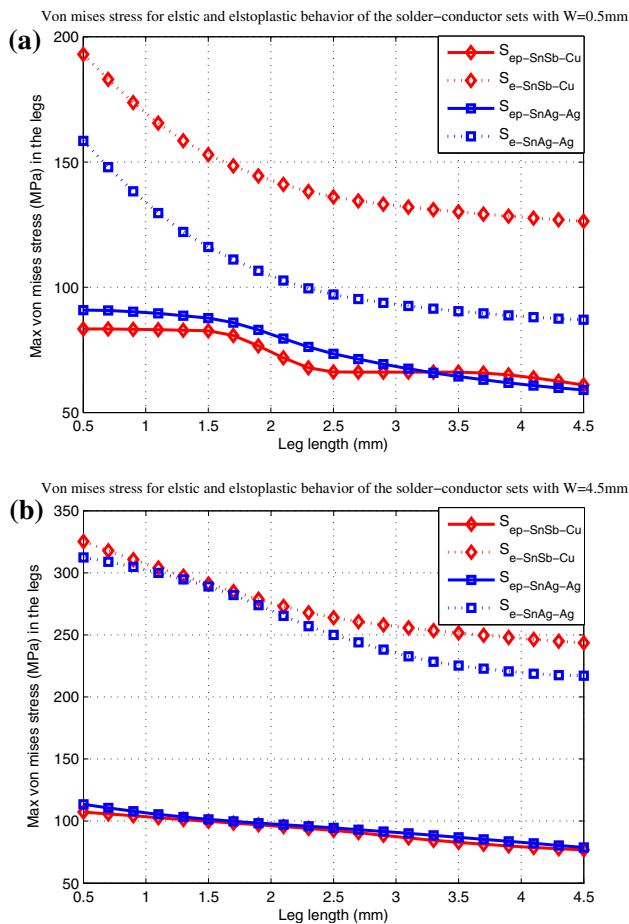 Von mises stress for elstic and elstoplastic behavior of the solder−conductor sets with W=0.5mm
(a)
200
150
100
50
Max von mises stress (MPa) in the legs
S_ep−SnSb−Cu
S_e−SnSb−Cu
S_ep−SnAg−Ag
S_e−SnAg−Ag
0.5 1 1.5 2 2.5 3 3.5 4 4.5
Leg length (mm)
Von mises stress for elstic and elstoplastic behavior of the solder−conductor sets with W=4.5mm
(b)
350
300
250
200
150
100
50
Max von mises stress (MPa) in the legs
S_ep−SnSb−Cu
S_e−SnSb−Cu
S_ep−SnAg−Ag
S_e−SnAg−Ag
0.5 1 1.5 2 2.5 3 3.5 4 4.5
Leg length (mm)